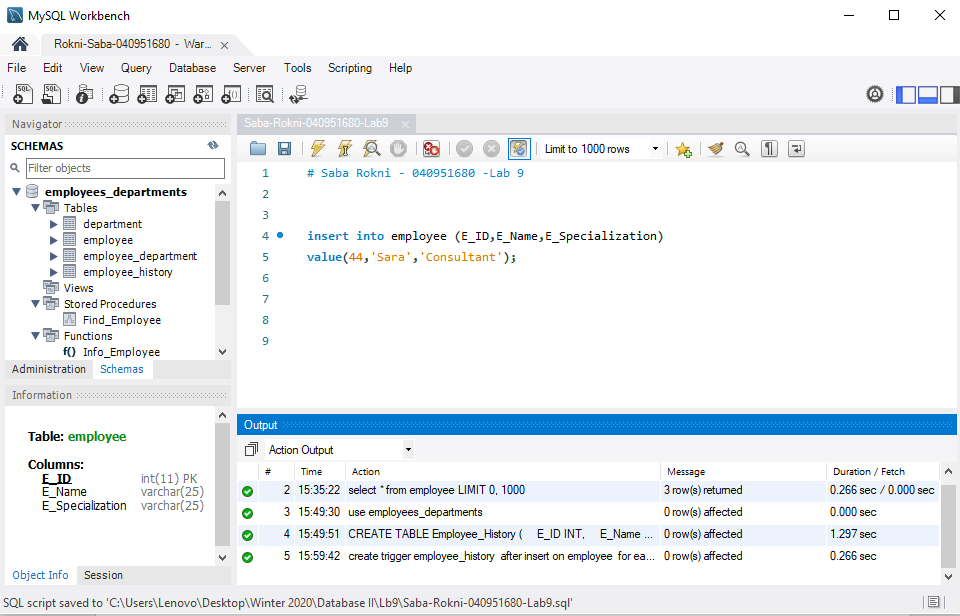 MySQL Workbench
Rokni-Saba-040951680 - War...
File Edit View Query Database Server Tools Scripting Help
Navigator
SCHEMAS
Filter objects
employees_departments
Tables
department
employee
employee_department
employee_history
Views
Stored Procedures
Find_Employee
Functions
f() Info_Employee
Administration Schemas
Information
Table: employee
Columns:
E_ID int(11) PK
E_Name varchar(25)
E_Specialization varchar(25)
Object Info Session
Saba-Rokni-040951680-Lab9
Limit to 1000 rows
1 # Saba Rokni - 040951680 -Lab 9
2
3
4 insert into employee (E_ID,E_Name,E_Specialization)
5 value(44,'Sara','Consultant');
6
7
8
9
Output
Action Output
# Time Action Message Duration / Fetch
2 15:35:22 select * from employee LIMIT 0, 1000 3 row(s) returned 0.266 sec / 0.000 sec
3 15:49:30 use employees_departments 0 row(s) affected 0.000 sec
4 15:49:51 CREATE TABLE Employee_History ( E_ID INT, E_Name ... 0 row(s) affected 1.297 sec
5 15:59:42 create trigger employee_history after insert on employee for ea... 0 row(s) affected 0.266 sec
SQL script saved to 'C:\Users\Lenovo\Desktop\Winter 2020\Database II\Lb9\Saba-Rokni-040951680-Lab9.sql'